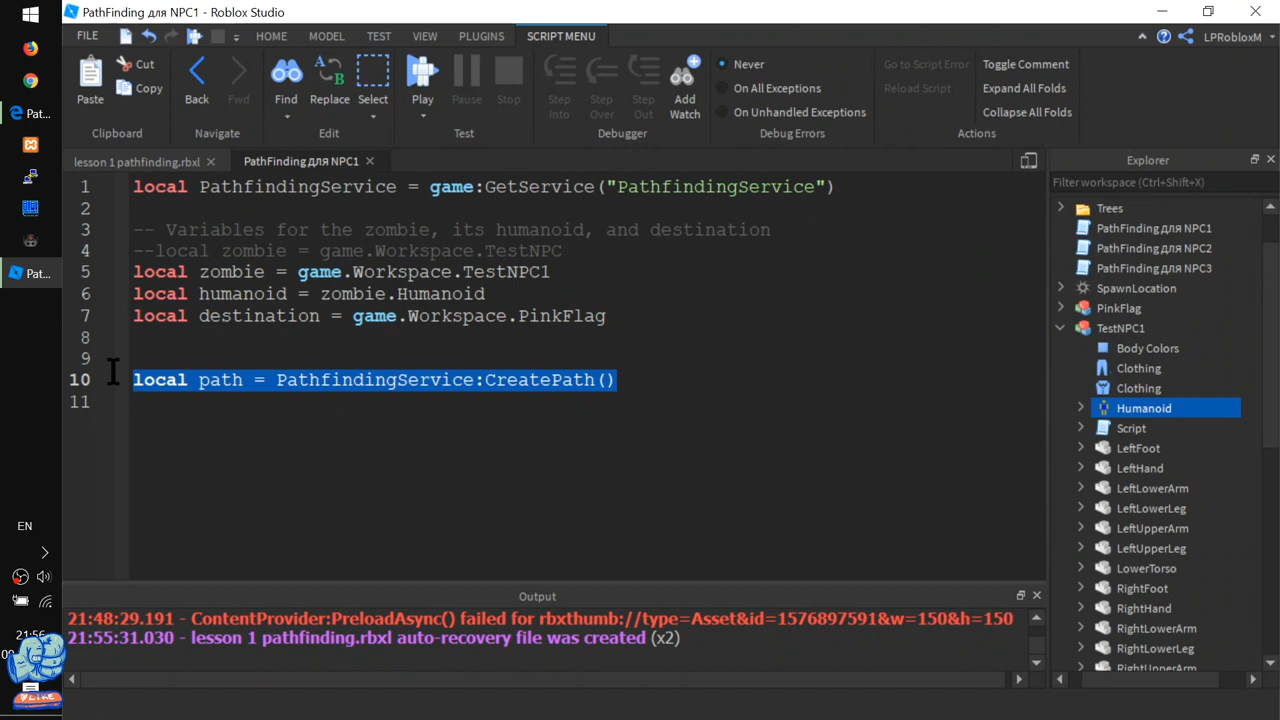 PathFinding для NPC1 - Roblox Studio
FILE HOME MODEL TEST VIEW PLUGINS SCRIPT MENU LPRobloxM
Paste Cut Copy Back Fwd Find Replace Select Play Pause Stop Step Into Step Over Step Out Add Watch
Never Go to Script Error Toggle Comment
On All Exceptions Reload Script Expand All Folds
On Unhandled Exceptions Collapse All Folds
Clipboard Navigate Edit Test Debugger Debug Errors Actions
lesson 1 pathfinding.rbxl PathFinding для NPC1 Explorer
Filter workspace (Ctrl+Shift+X)
1 local PathfindingService = game:GetService("PathfindingService")
2
3 -- Variables for the zombie, its humanoid, and destination
4 --local zombie = game.Workspace.TestNPC
5 local zombie = game.Workspace.TestNPC1
6 local humanoid = zombie.Humanoid
7 local destination = game.Workspace.PinkFlag
8
9
10 local path = PathfindingService:CreatePath()
11
Trees
PathFinding для NPC1
PathFinding для NPC2
PathFinding для NPC3
SpawnLocation
PinkFlag
TestNPC1
Body Colors
Clothing
Clothing
Humanoid
Script
LeftFoot
LeftHand
LeftLowerArm
LeftLowerLeg
LeftUpperArm
LeftUpperLeg
LowerTorso
RightFoot
RightHand
RightLowerArm
RightLowerLeg
RightUpperArm
Output
21:48:29.191 - ContentProvider:PreloadAsync() failed for rbxthumb://type=Asset&id=1576897591&w=150&h=150
21:55:31.030 - lesson 1 pathfinding.rbxl auto-recovery file was created (x2)
Pat...
Pat...
EN
21:56
LIKE